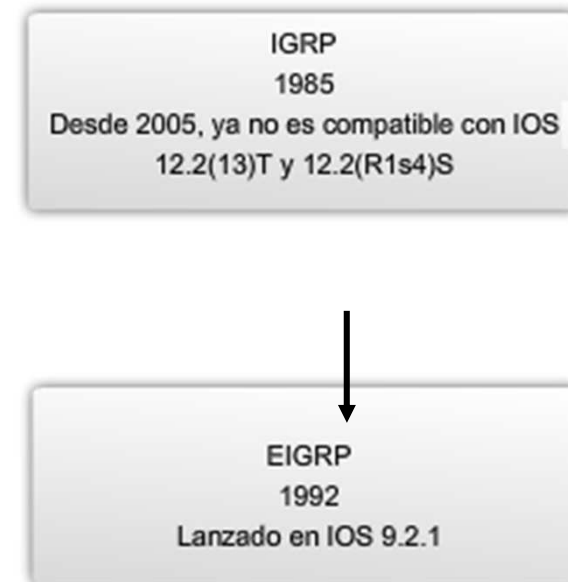 IGRP
1985
Desde 2005, ya no es compatible con IOS
12.2(13)T y 12.2(R1s4)S
EIGRP
1992
Lanzado en IOS 9.2.1